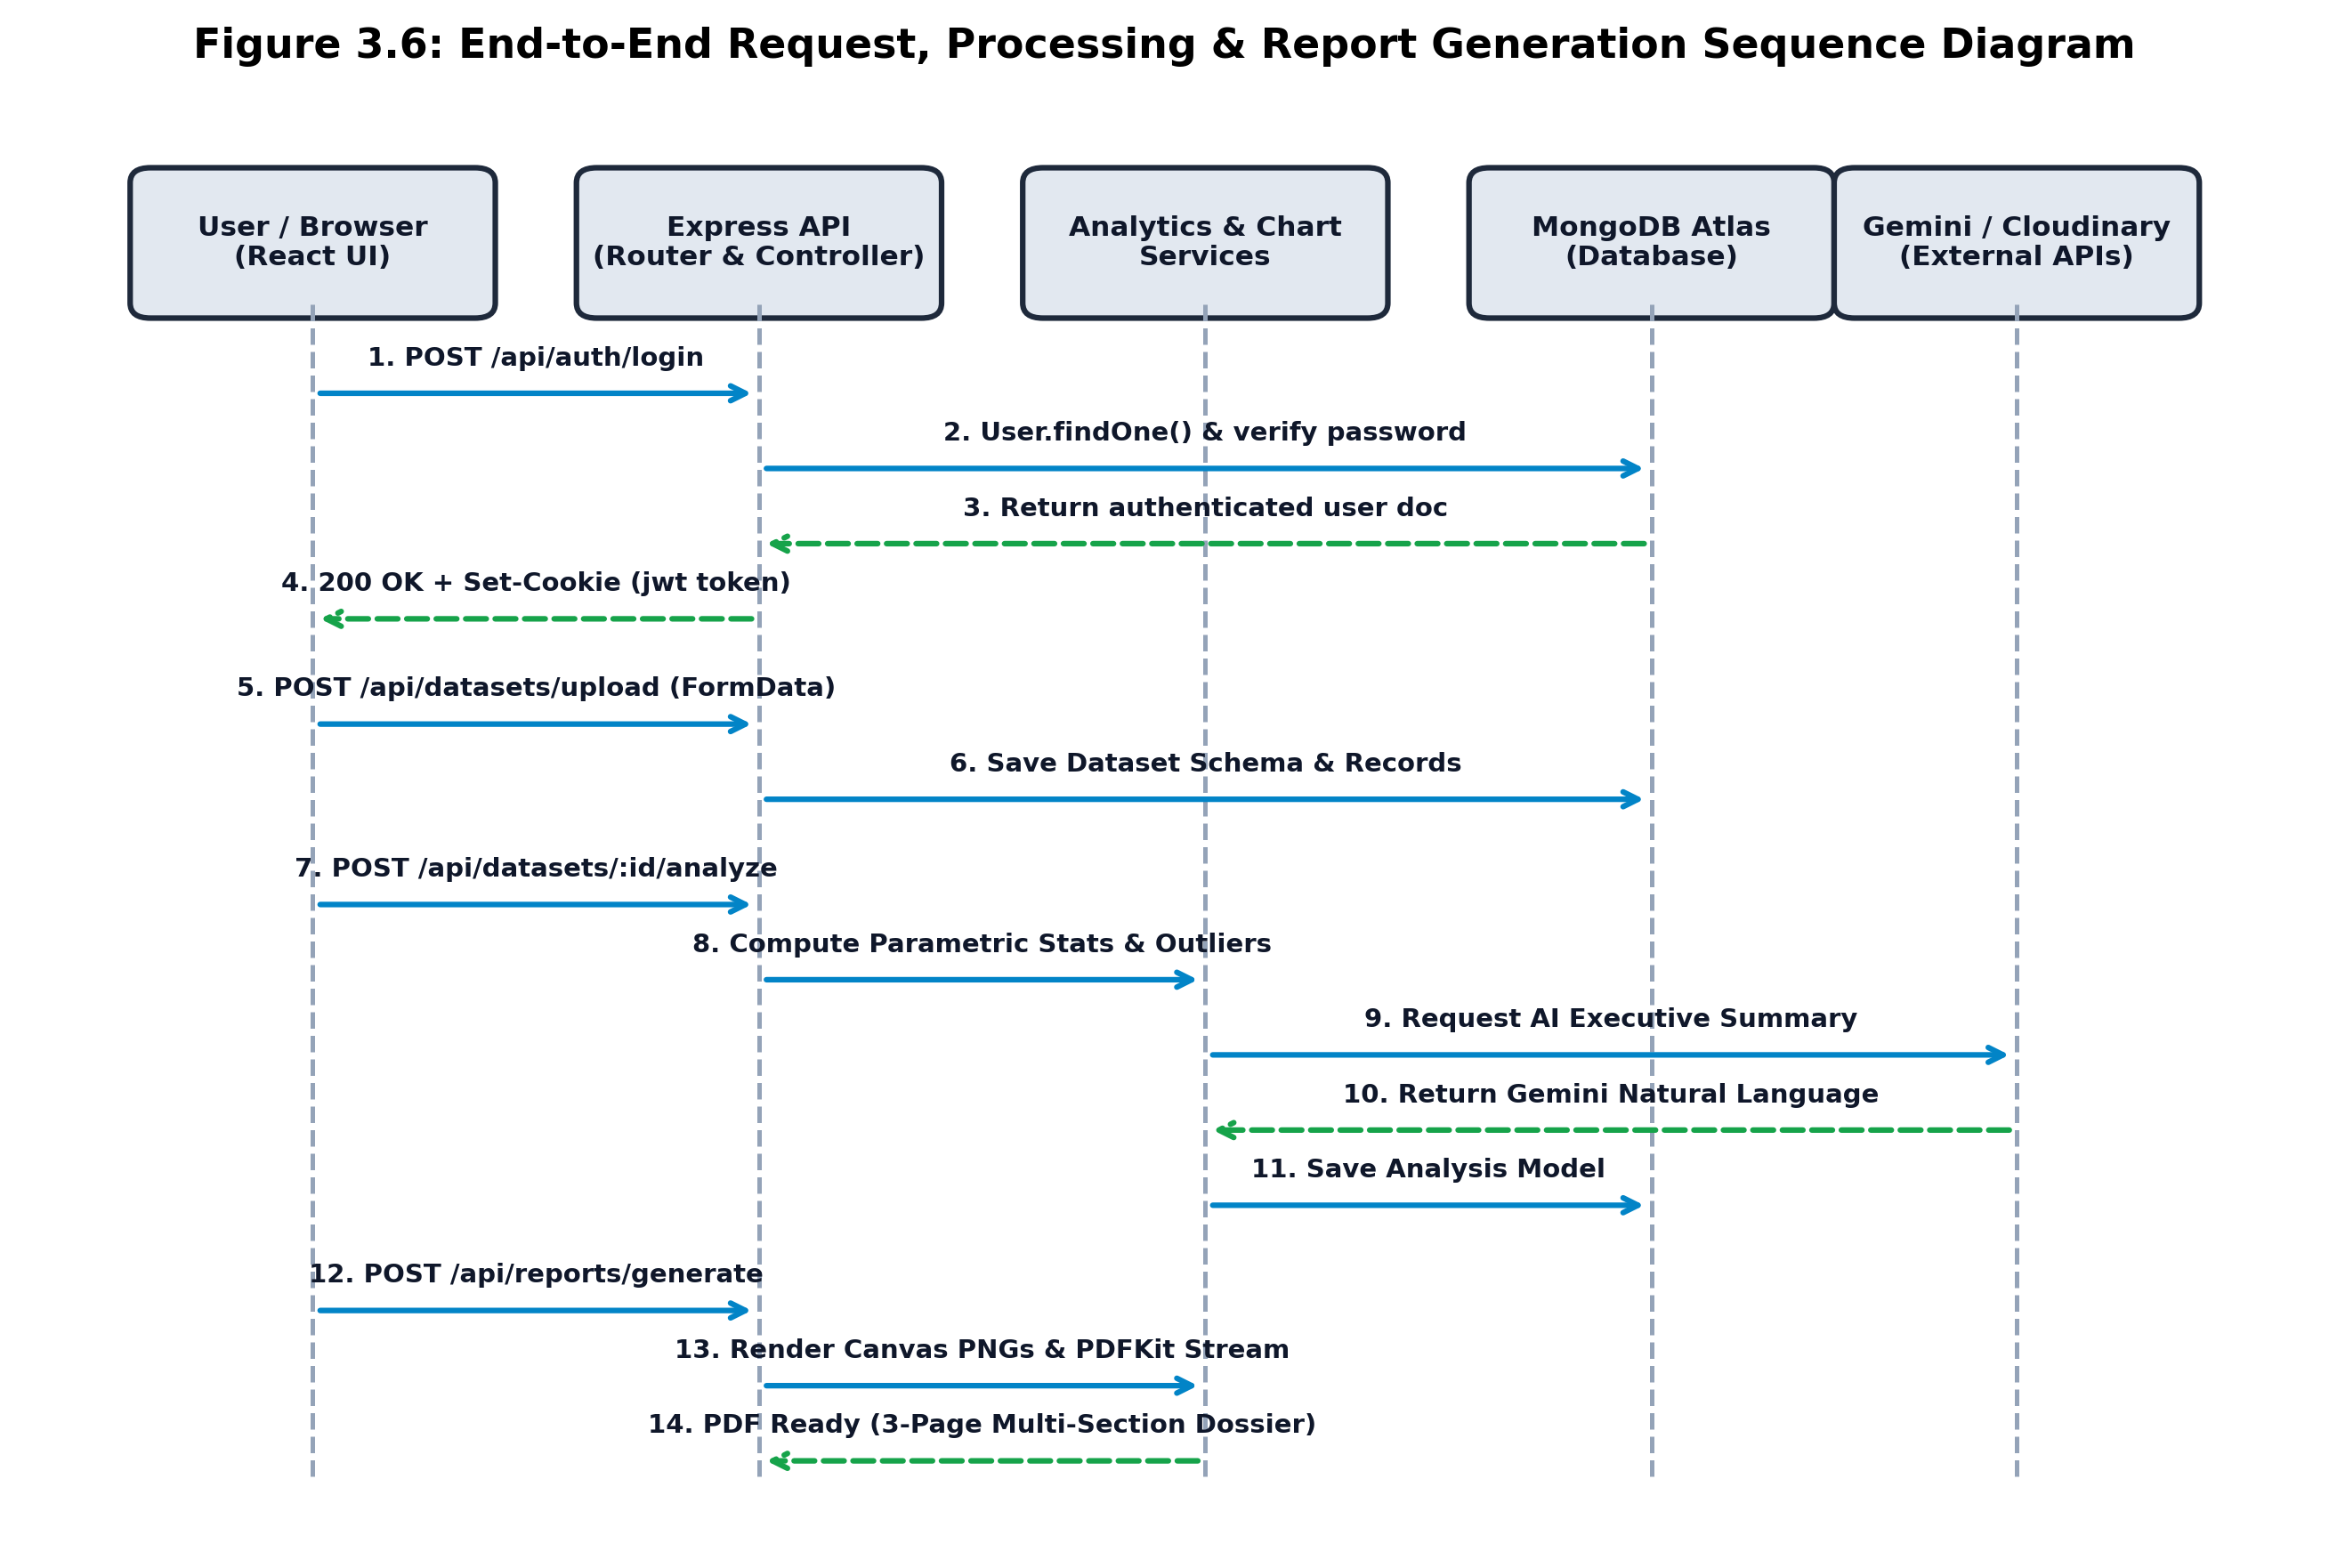 Figure 3.6: End-to-End Request, Processing & Report Generation Sequence Diagram
User / Browser
(React UI)
Express API
(Router & Controller)
Analytics & Chart
Services
MongoDB Atlas
(Database)
Gemini / Cloudinary
(External APIs)
1. POST /api/auth/login
2. User.findOne() & verify password
3. Return authenticated user doc
4. 200 OK + Set-Cookie (jwt token)
5. POST /api/datasets/upload (FormData)
6. Save Dataset Schema & Records
7. POST /api/datasets/:id/analyze
8. Compute Parametric Stats & Outliers
9. Request AI Executive Summary
10. Return Gemini Natural Language
11. Save Analysis Model
12. POST /api/reports/generate
13. Render Canvas PNGs & PDFKit Stream
14. PDF Ready (3-Page Multi-Section Dossier)